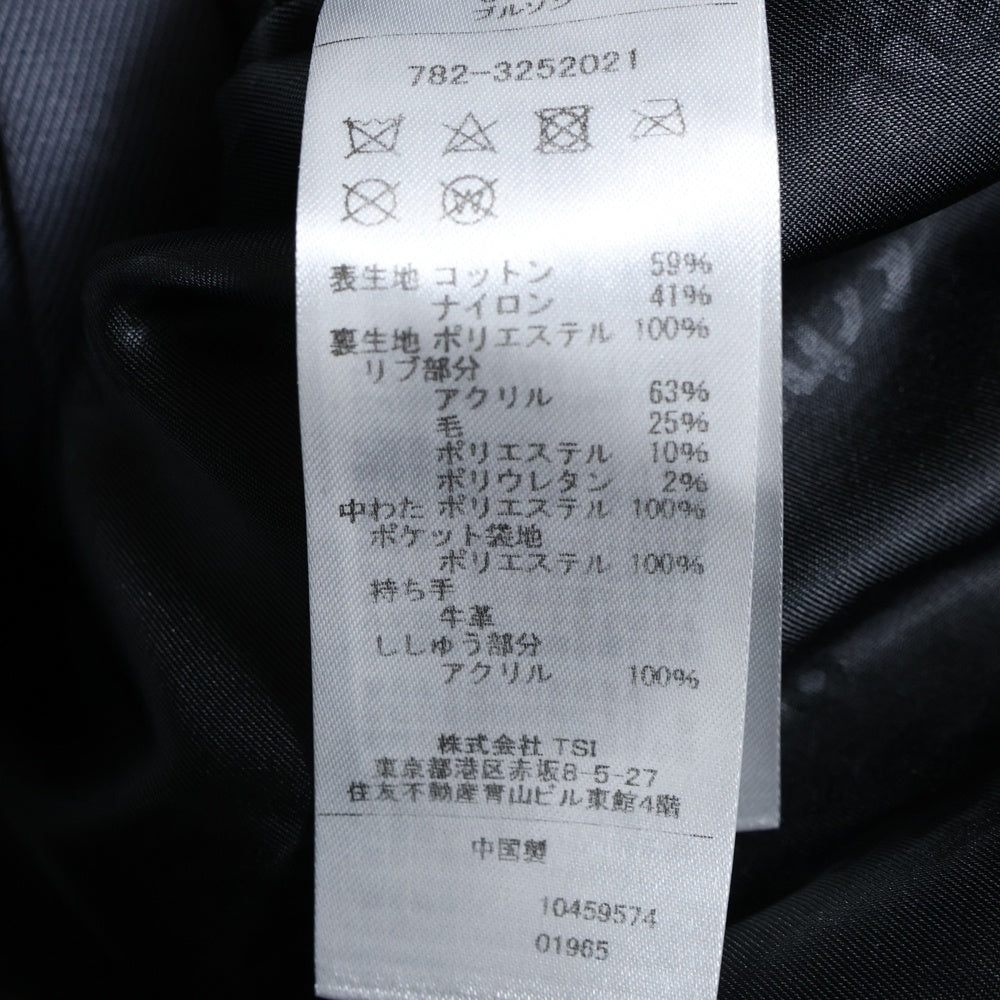 ブルゾン
782-3252021
表生地 コットン 59%
ナイロン 41%
裏生地 ポリエステル 100%
リブ部分
アクリル 63%
毛 25%
ポリエステル 10%
ポリウレタン 2%
中わた ポリエステル 100%
ポケット袋地
ポリエステル 100%
持ち手
牛革
ししゅう部分
アクリル 100%
株式会社 TSI
東京都港区赤坂8-5-27
住友不動産青山ビル東館4階
中国製
10459574
01965